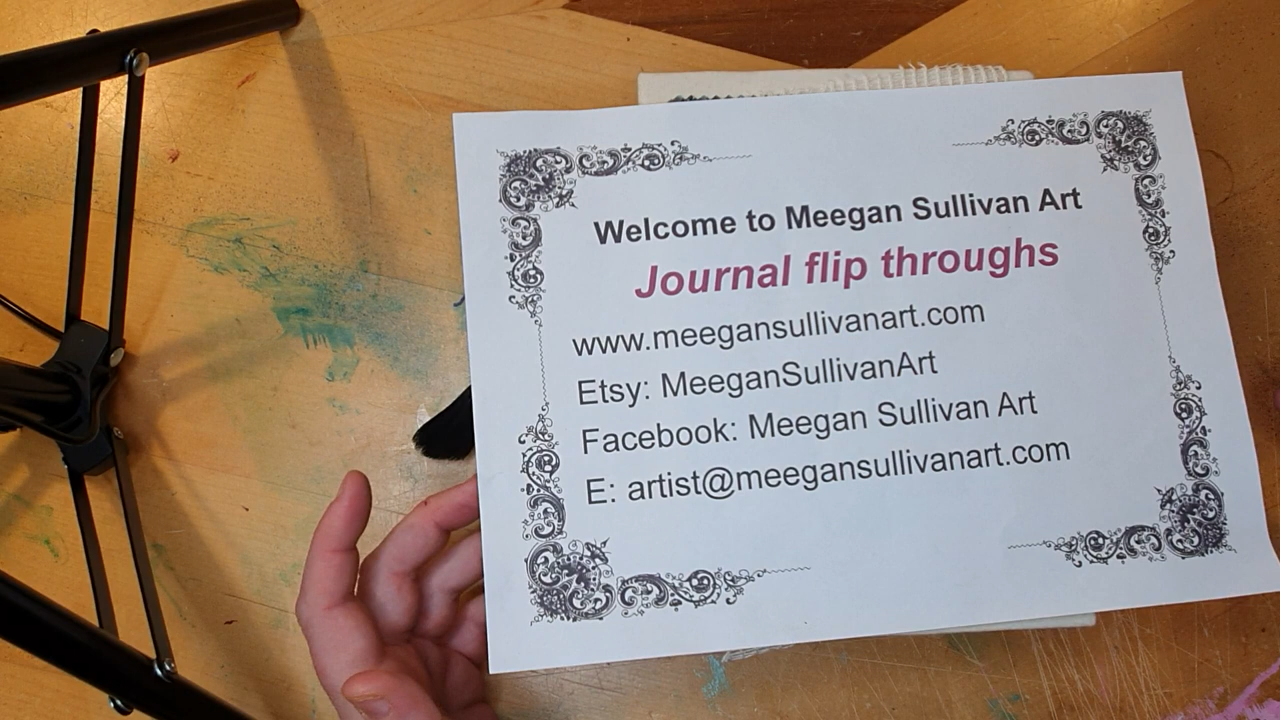 Welcome to Meegan Sullivan Art
Journal flip throughs
www.meegansullivanart.com
Etsy: MeeganSullivanArt
Facebook: Meegan Sullivan Art
E: artist@meegansullivanart.com